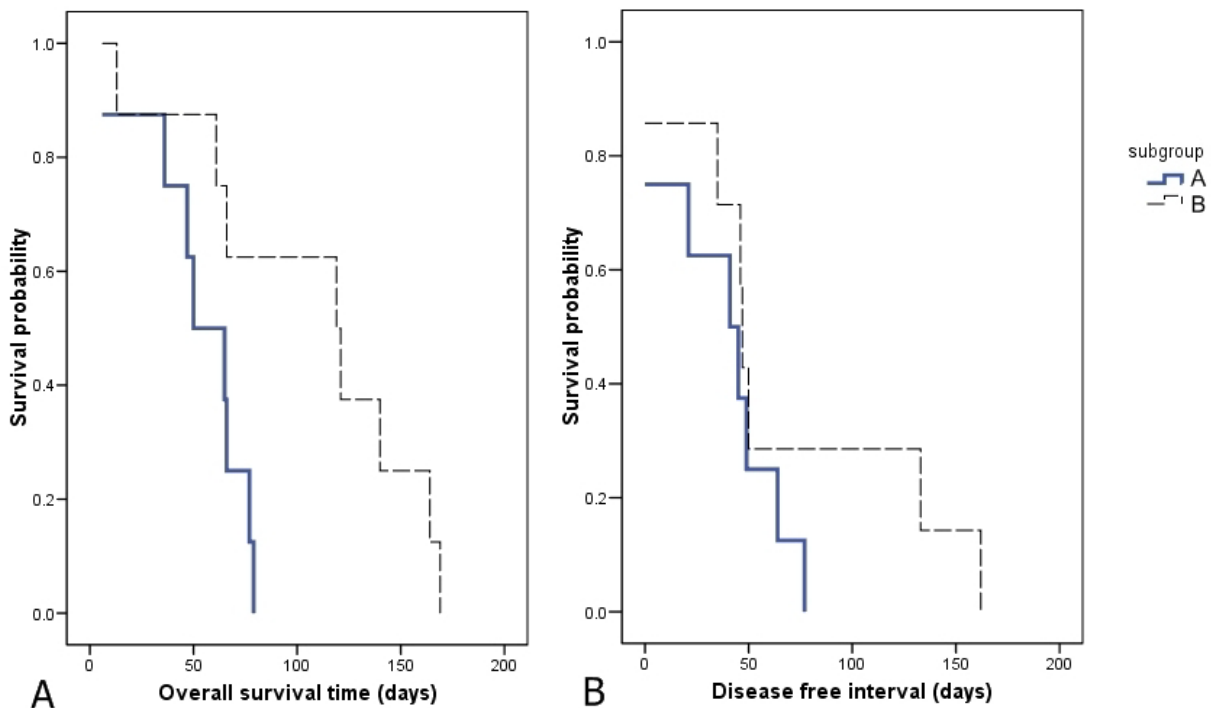 1.0
0.8
0.6
0.4
0.2
0.0
Survival probability
0 50 100 150 200
Overall survival time (days)
A
1.0
0.8
0.6
0.4
0.2
0.0
Survival probability
0 50 100 150 200
Disease free interval (days)
B
subgroup
A
B